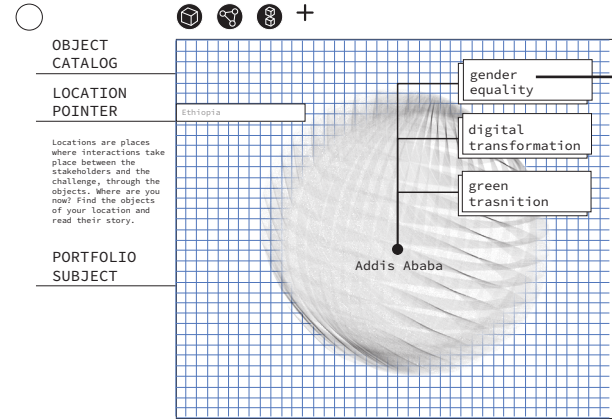 OBJECT
CATALOG
LOCATION
POINTER
Ethiopia
Locations are places
where interactions take
place between the
stakeholders and the
challenge, through the
objects. Where are you
now? Find the objects
of your location and
read their story.
PORTFOLIO
SUBJECT
gender
equality
digital
transformation
green
trasnition
Addis Ababa